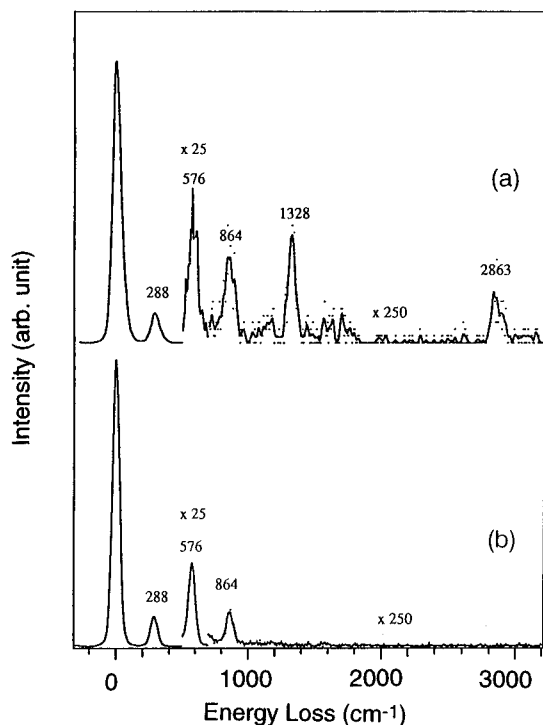 x 25
576
(a)
1328
864
2863
288
x 250
Intensity (arb. unit)
x 25
(b)
576
288
864
x 250
0 1000 2000 3000
Energy Loss (cm-1)